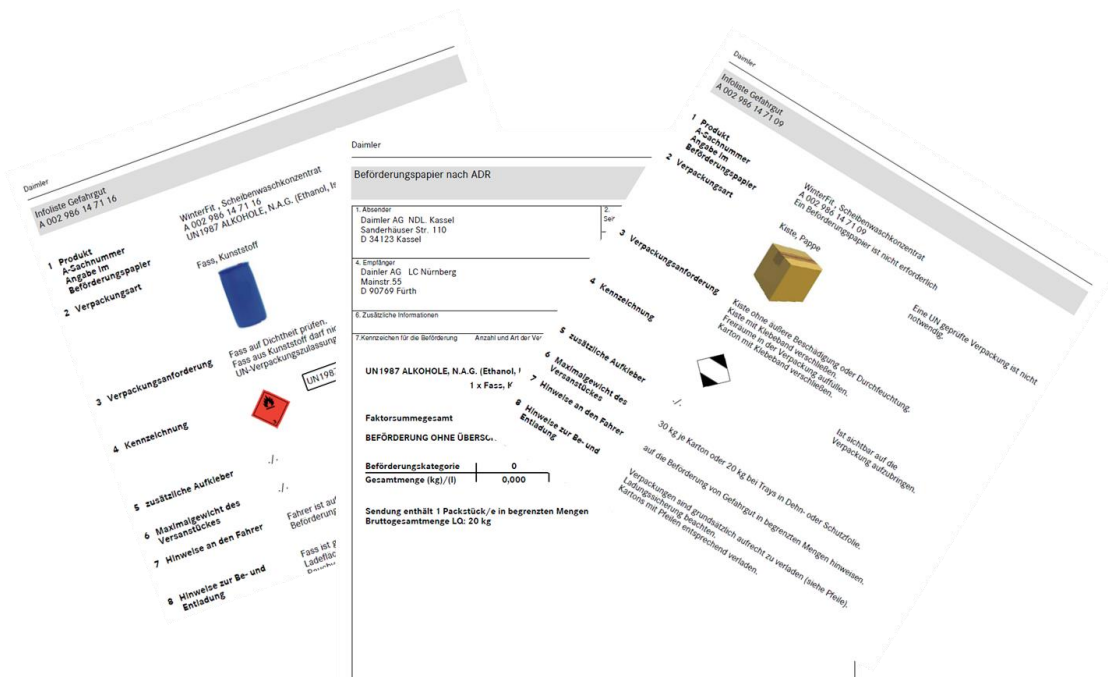 Daimler
Infoliste Gefahrgut
A 002 986 14 71 16
1 Produkt
A-Sachnummer
Angabe im
Beförderungspapier
WinterFit , Scheibenwaschkonzentrat
A 002 986 14 71 16
UN1987 ALKOHOLE, N.A.G. (Ethanol,
2 Verpackungsart
Fass, Kunststoff
3 Verpackungsanforderung
Fass auf Dichtheit prüfen.
Fass aus Kunststoff darf
UN-Verpackungszulassung
4 Kennzeichnung
5 zusätzliche Aufkleber
./.
6 Maximalgewicht des
Versandstückes
./.
7 Hinweise an den Fahrer
Fahrer ist
Beförderung
8 Hinweise zur Be- und
Entladung
Fass ist
Daimler
Beförderungspapier nach ADR
1. Absender
Daimler AG NDL. Kassel
Sanderhäuser Str. 110
D 34123 Kassel
2.
4. Empfänger
Dainler AG LC Nürnberg
Mainstr.55
D 90769 Fürth
6. Zusätzliche Informationen
7.Kennzeichen für die Beförderung Anzahl und Art der
UN1987 ALKOHOLE, N.A.G. (Ethanol,
1 x Fass,
Faktorsummegesamt
BEFÖRDERUNG OHNE
Beförderungskategorie 0
Gesamtmenge (kg)/(l) 0,000
Sendung enthält 1 Packstück/e in begrenzten Mengen
Bruttogesamtmenge LQ: 20 kg
Daimler
Infoliste Gefahrgut
A 002 986 14 71 09
1 Produkt
A-Sachnummer
Angabe im
Beförderungspapier
WinterFit , Scheibenwaschkonzentrat
A 002 986 14 71 09
Ein Beförderungspapier ist nicht erforderlich
2 Verpackungsart
Kiste, Pappe
3 Verpackungsanforderung
Eine UN geprüfte Verpackung ist nicht
notwendig.
Kiste ohne äußere Beschädigung oder Durchfeuchtung.
Kiste mit Klebeband verschließen.
Freiräume in der Verpackung auffüllen.
Karton mit Klebeband verschließen.
4 Kennzeichnung
Ist sichtbar auf die
Verpackung aufzubringen.
5 zusätzliche Aufkleber
./.
6 Maximalgewicht des
Versanstückes
30 kg je Karton oder 20 kg bei Trays in Dehn- oder Schutzfolie.
7 Hinweise an den Fahrer
auf die Beförderung von Gefahrgut in begrenzten Mengen hinweisen.
8 Hinweise zur Be- und
Entladung
Verpackungen sind grundsätzlich aufrecht zu verladen (siehe Pfeile).
Ladungssicherung beachten.
Kartons mit Pfeilen entsprechend verladen.